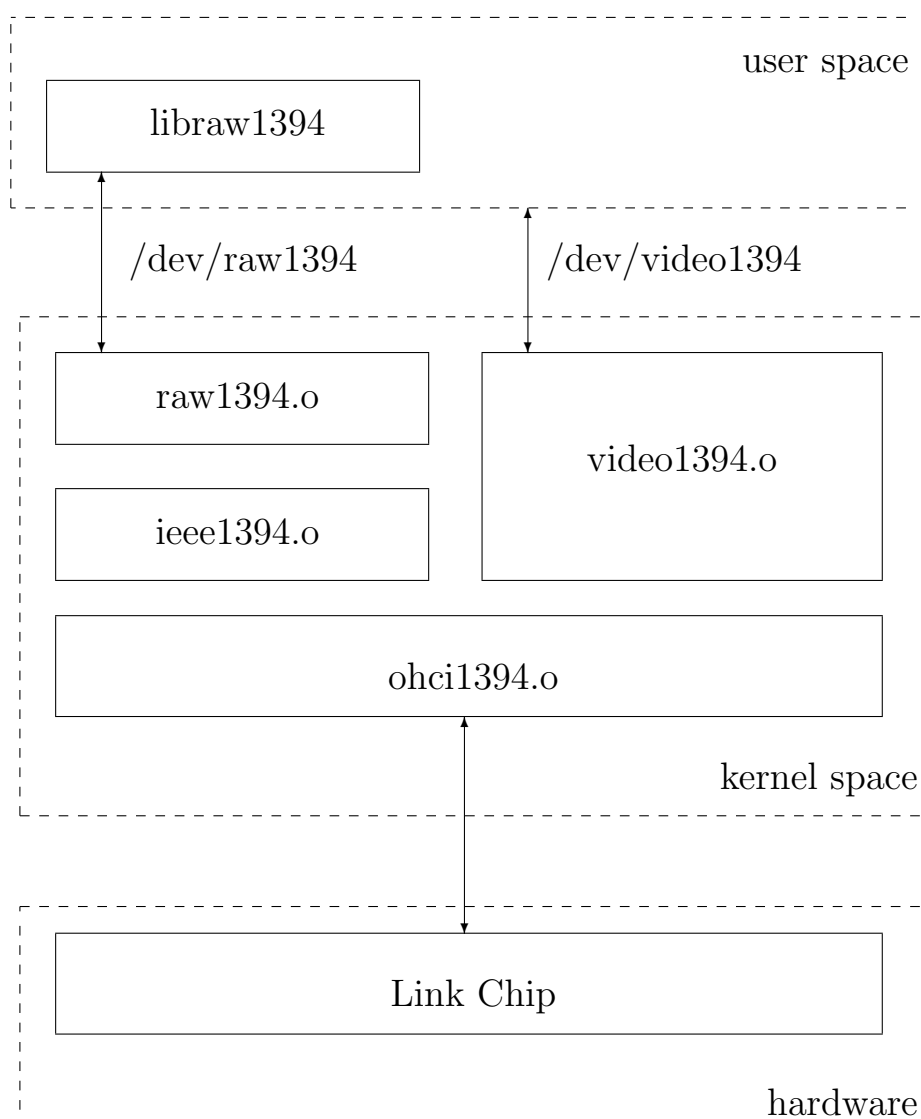 user space
libraw1394
/dev/raw1394
/dev/video1394
raw1394.o
video1394.o
ieee1394.o
ohci1394.o
kernel space
Link Chip
hardware